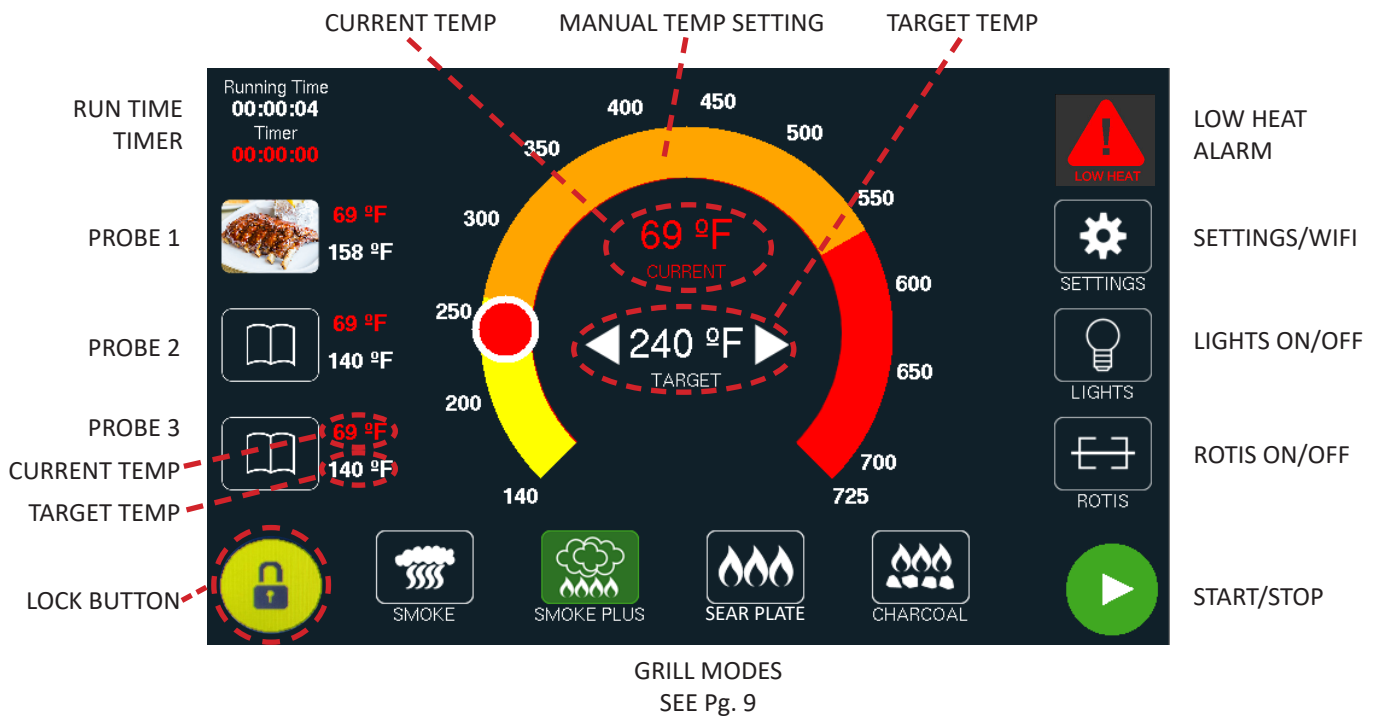 CURRENT TEMP
MANUAL TEMP SETTING
TARGET TEMP
RUN TIME
TIMER
Running Time
00:00:04
Timer
00:00:00
PROBE 1
69 ºF
158 ºF
PROBE 2
69 ºF
140 ºF
PROBE 3
69 ºF
140 ºF
CURRENT TEMP
TARGET TEMP
LOCK BUTTON
140
200
250
300
350
400
450
500
550
600
650
700
725
69 ºF
CURRENT
240 ºF
TARGET
LOW HEAT
LOW HEAT
ALARM
SETTINGS
SETTINGS/WIFI
LIGHTS
LIGHTS ON/OFF
ROTIS
ROTIS ON/OFF
START/STOP
SMOKE
SMOKE PLUS
SEAR PLATE
CHARCOAL
GRILL MODES
SEE Pg. 9